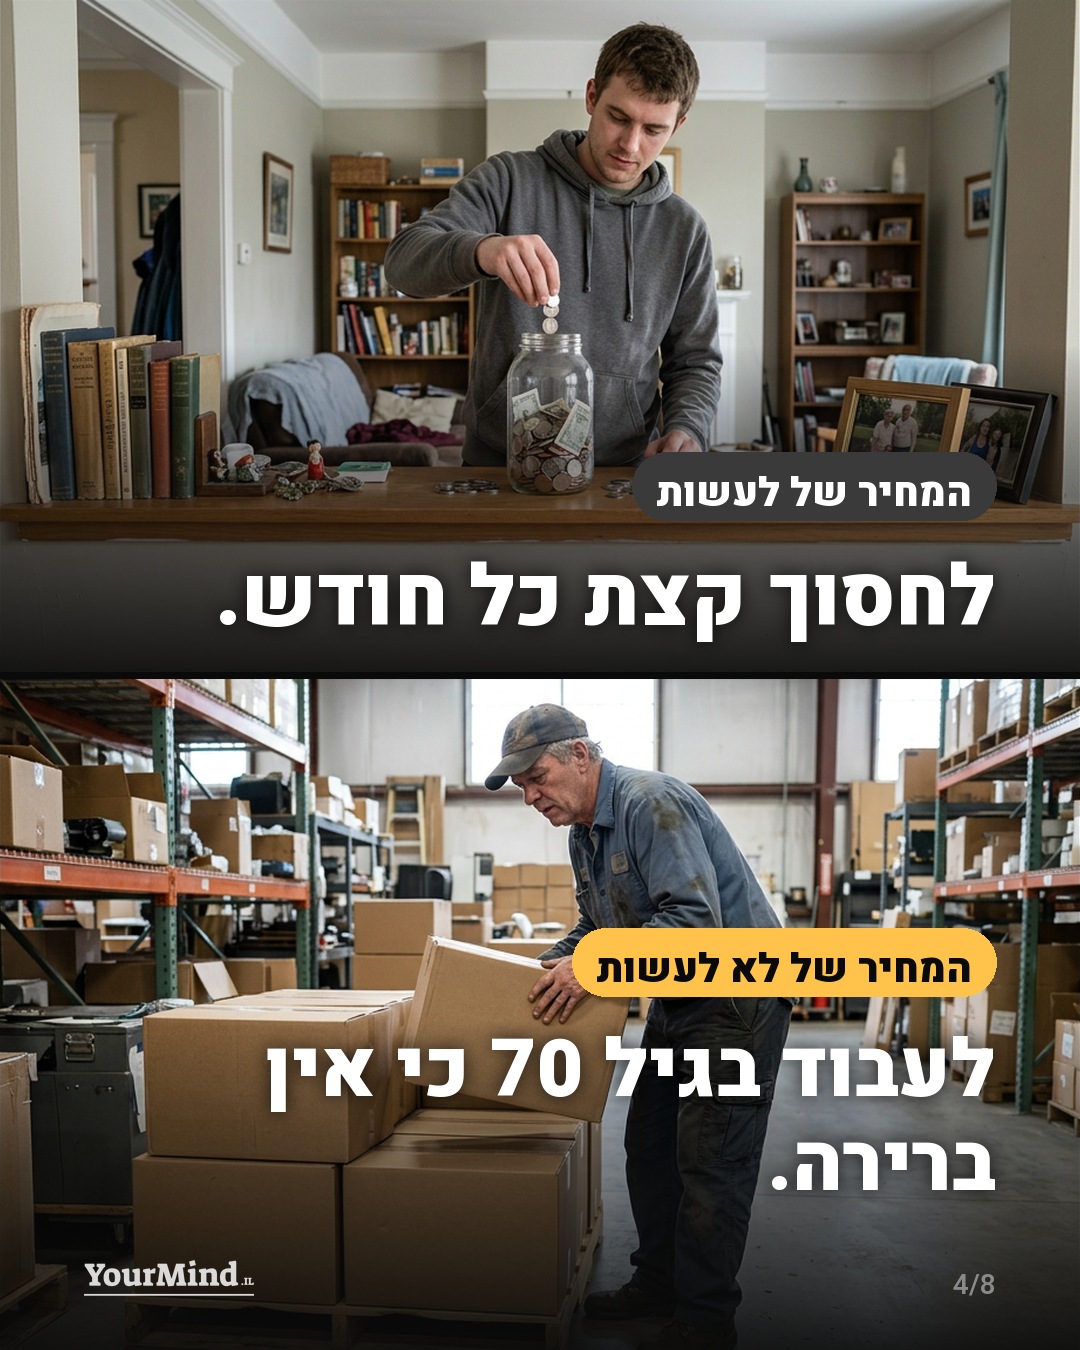 המחיר של לעשות
לחסוך קצת כל חודש.
המחיר של לא לעשות
לעבוד בגיל 70 כי אין
ברירה.
YourMind.IL
4/8